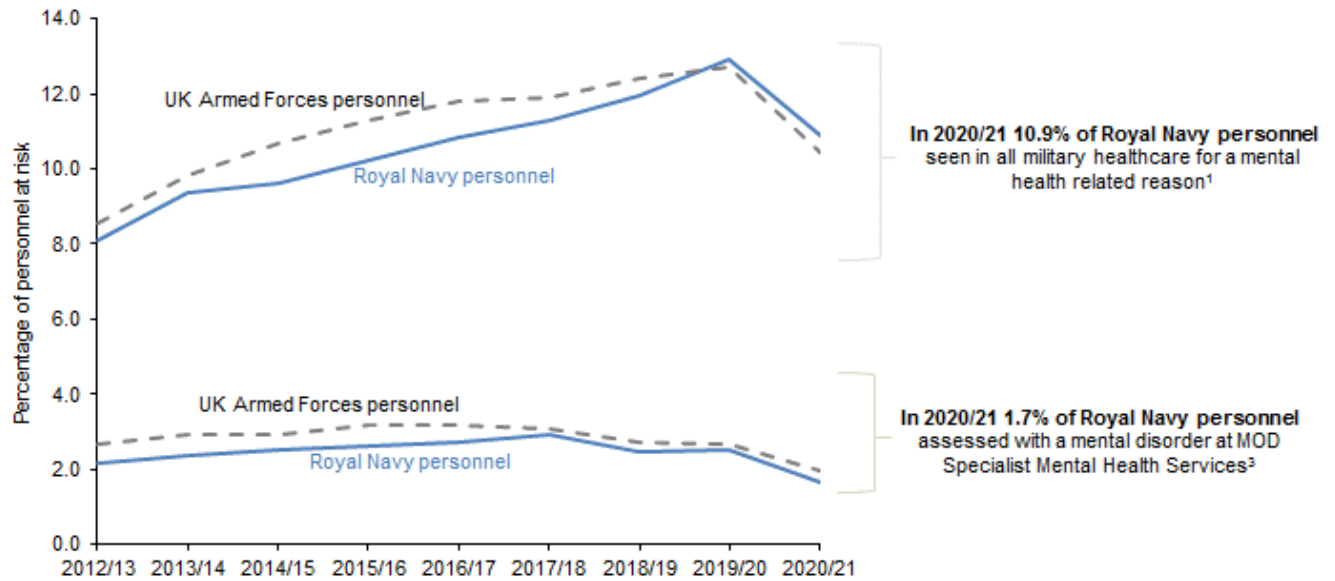 14.0
12.0
10.0
8.0
6.0
4.0
2.0
0.0
Percentage of personnel at risk
UK Armed Forces personnel
Royal Navy personnel
UK Armed Forces personnel
Royal Navy personnel
2012/13 2013/14 2014/15 2015/16 2016/17 2017/18 2018/19 2019/20 2020/21
In 2020/21 10.9% of Royal Navy personnel
seen in all military healthcare for a mental
health related reason¹
In 2020/21 1.7% of Royal Navy personnel
assessed with a mental disorder at MOD
Specialist Mental Health Services³